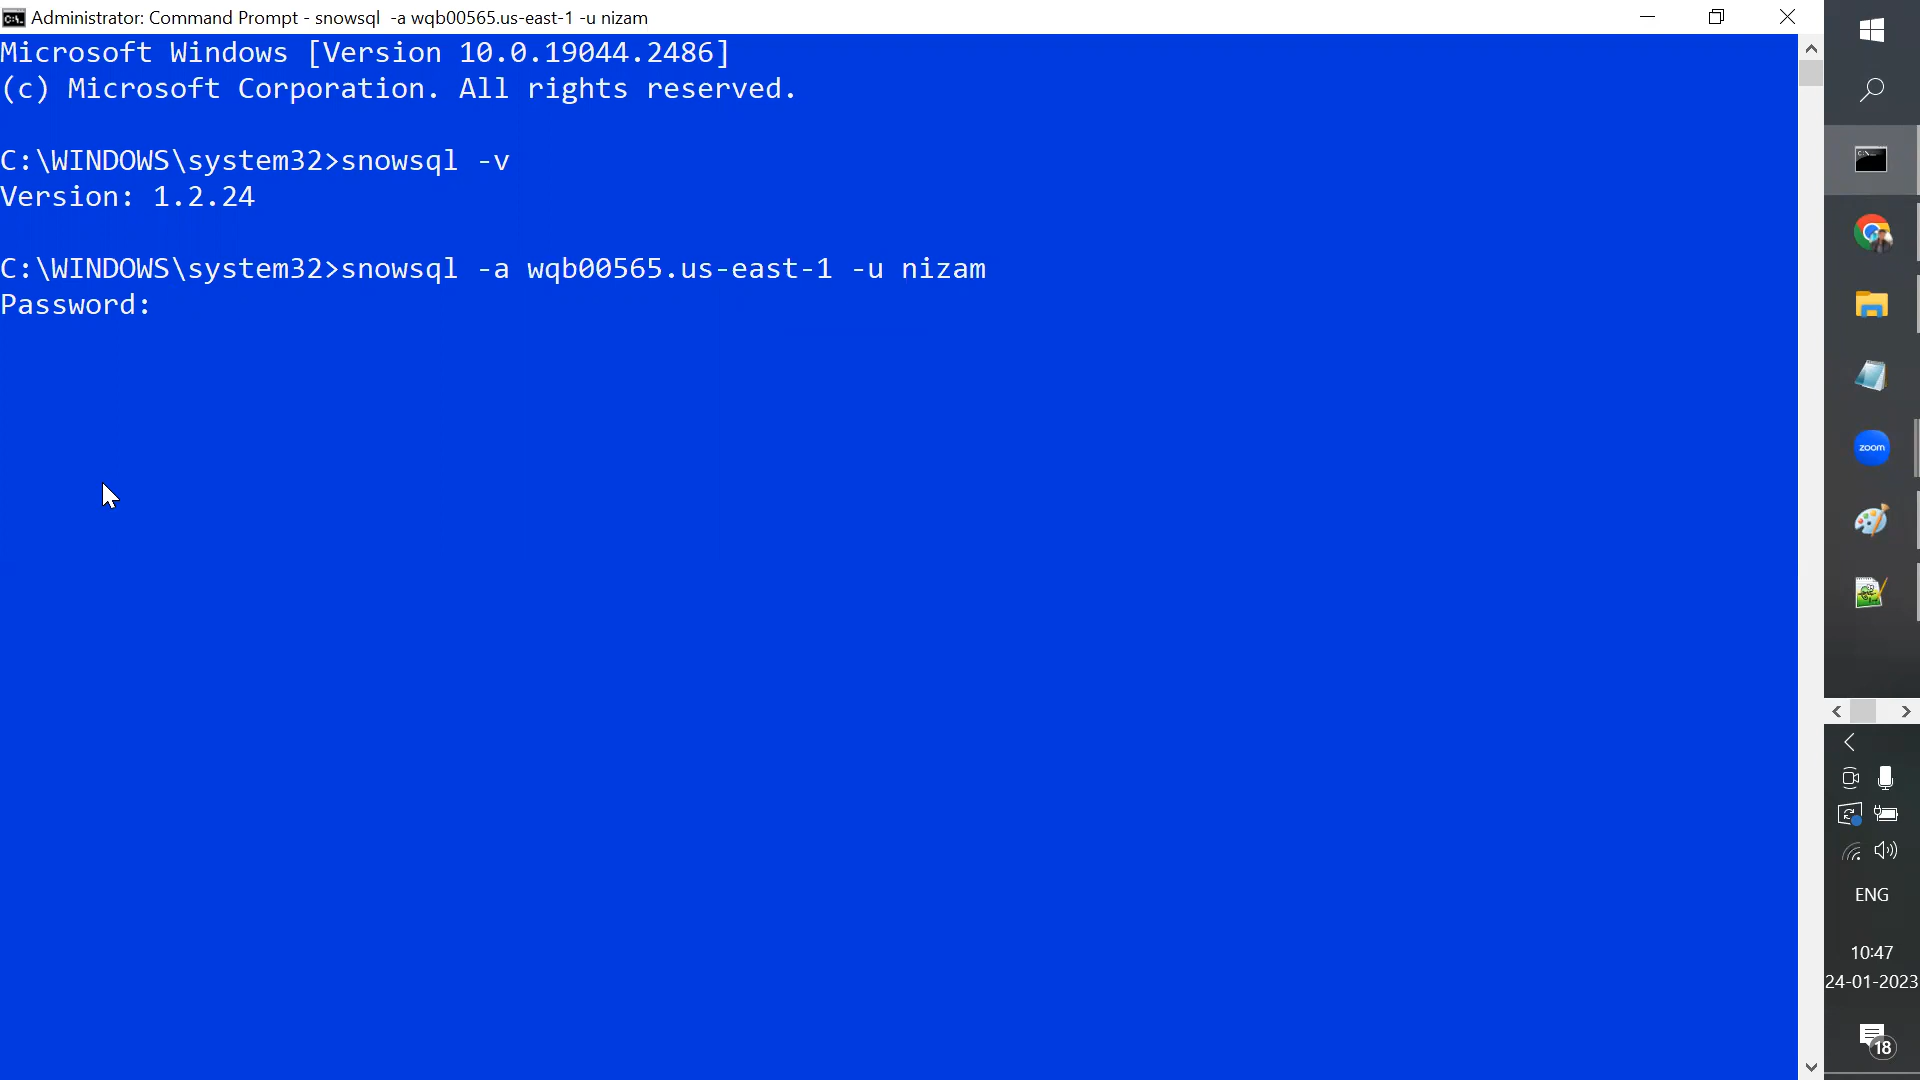 Administrator: Command Prompt - snowsql  -a wqb00565.us-east-1 -u nizam
Microsoft Windows [Version 10.0.19044.2486]
(c) Microsoft Corporation. All rights reserved.
C:\WINDOWS\system32>snowsql -v
Version: 1.2.24
C:\WINDOWS\system32>snowsql -a wqb00565.us-east-1 -u nizam
Password:
zoom
ENG
10:47
24-01-2023
18